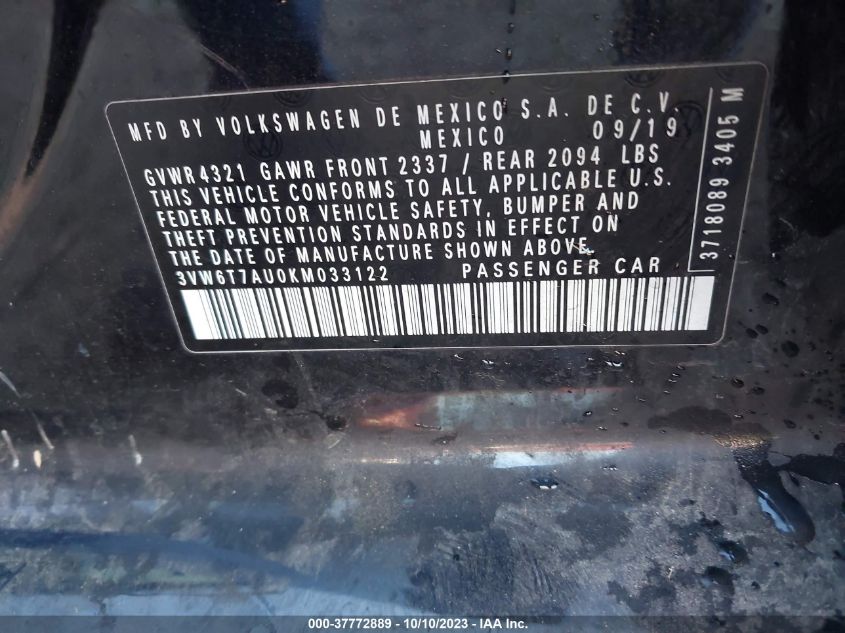 MFD BY VOLKSWAGEN DE MEXICO S.A. DE C.V.
MEXICO 09/19
GVWR 4321 GAWR FRONT 2337 / REAR 2094 LBS
THIS VEHICLE CONFORMS TO ALL APPLICABLE U.S.
FEDERAL MOTOR VEHICLE SAFETY, BUMPER AND
THEFT PREVENTION STANDARDS IN EFFECT ON
THE DATE OF MANUFACTURE SHOWN ABOVE.
3VW6T7AU0KM033122 PASSENGER CAR
3718089 3405 M
000-37772889 - 10/10/2023 - IAA Inc.